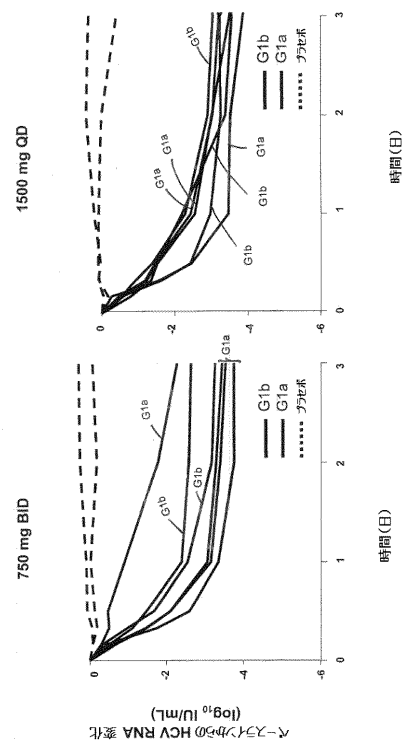 750 mg BID
ベースラインからの HCV RNA 変化
(log10 IU/mL)
0
-2
-4
-6
G1a
G1b
G1b
G1a
G1b
G1a
プラセボ
0
1
2
3
時間(日)
1500 mg QD
0
-2
-4
-6
G1b
G1a
G1a
G1b
G1a
G1b
G1b
G1a
プラセボ
0
1
2
3
時間(日)